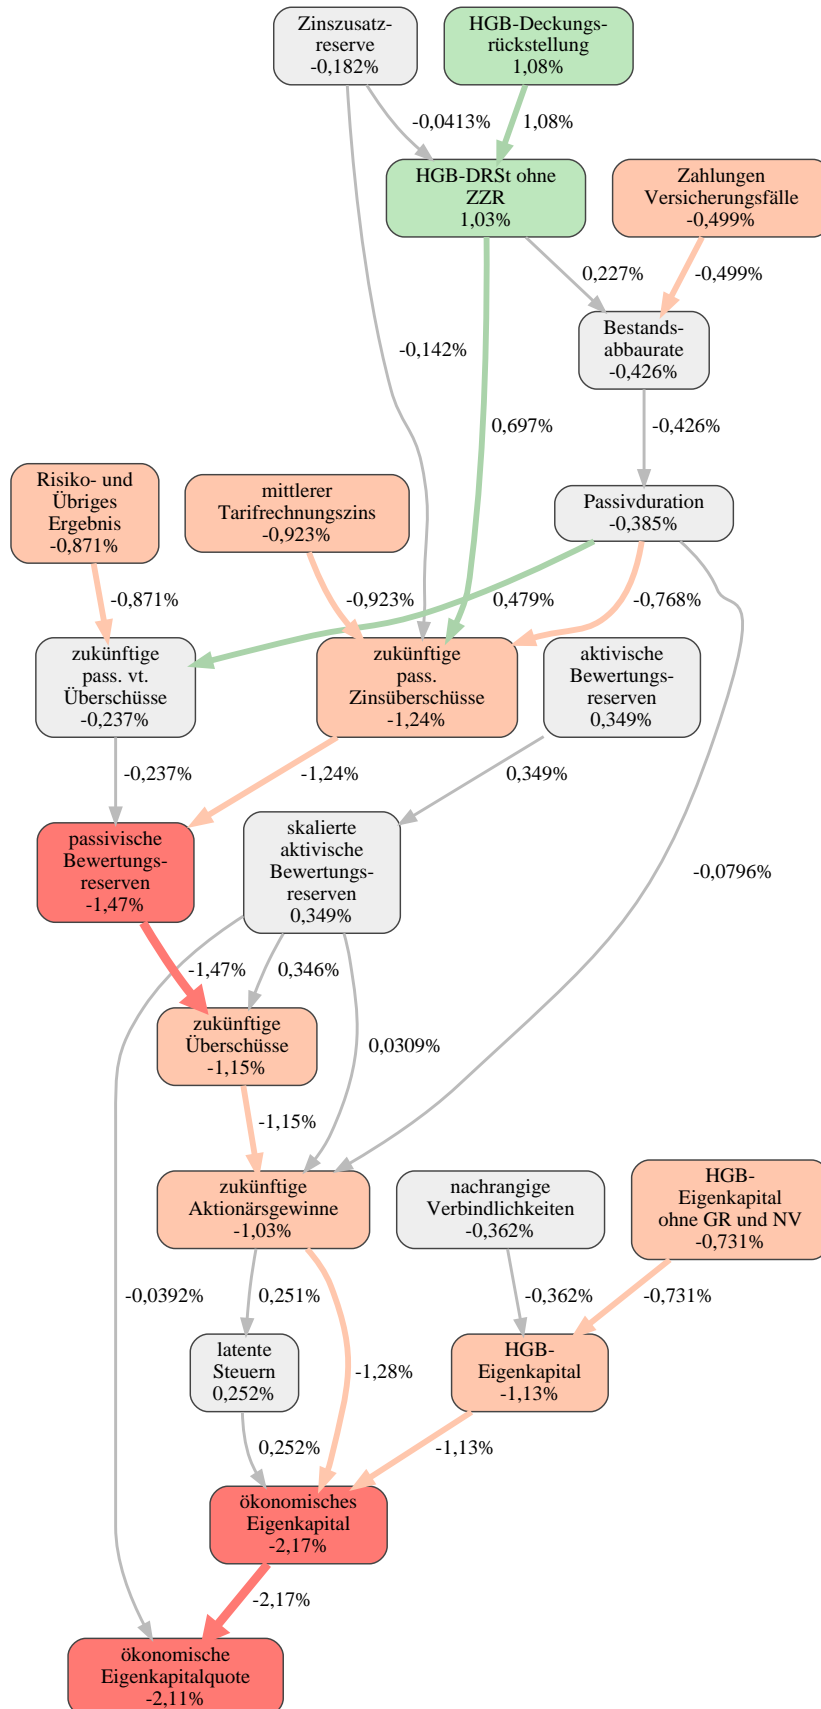 Zinszusatz-
reserve
-0,182%
HGB-Deckungs-
rückstellung
1,08%
-0,0413%
1,08%
HGB-DRSt ohne
ZZR
1,03%
Zahlungen
Versicherungsfälle
-0,499%
0,227%
-0,499%
Bestands-
abbaurate
-0,426%
-0,142%
0,697%
-0,426%
Risiko- und
Übriges
Ergebnis
-0,871%
mittlerer
Tarifrechnungszins
-0,923%
Passivduration
-0,385%
-0,871%
-0,923%
0,479%
-0,768%
zukünftige
pass. vt.
Überschüsse
-0,237%
zukünftige
pass.
Zinsüberschüsse
-1,24%
aktivische
Bewertungs-
reserven
0,349%
-0,237%
-1,24%
0,349%
passivische
Bewertungs-
reserven
-1,47%
skalierte
aktivische
Bewertungs-
reserven
0,349%
-0,0796%
-1,47%
0,346%
zukünftige
Überschüsse
-1,15%
0,0309%
-1,15%
zukünftige
Aktionärsgewinne
-1,03%
nachrangige
Verbindlichkeiten
-0,362%
HGB-
Eigenkapital
ohne GR und NV
-0,731%
-0,0392%
0,251%
-0,362%
-0,731%
latente
Steuern
0,252%
-1,28%
HGB-
Eigenkapital
-1,13%
0,252%
-1,13%
ökonomisches
Eigenkapital
-2,17%
-2,17%
ökonomische
Eigenkapitalquote
-2,11%